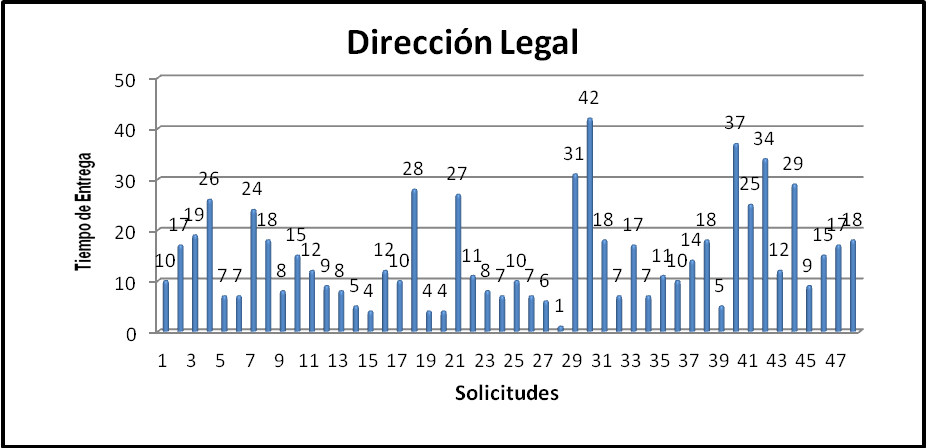 Dirección Legal
50
40
30
20
10
0
Tiempo de Entrega
10 17 19 26 7 7 24 18 8 15 12 9 8 5 4 12 10 28 4 4 27 11 8 7 10 7 6 1 31 42 18 7 17 7 11 10 14 18 5 37 25 34 12 29 9 15 17 18
1 3 5 7 9 11 13 15 17 19 21 23 25 27 29 31 33 35 37 39 41 43 45 47
Solicitudes